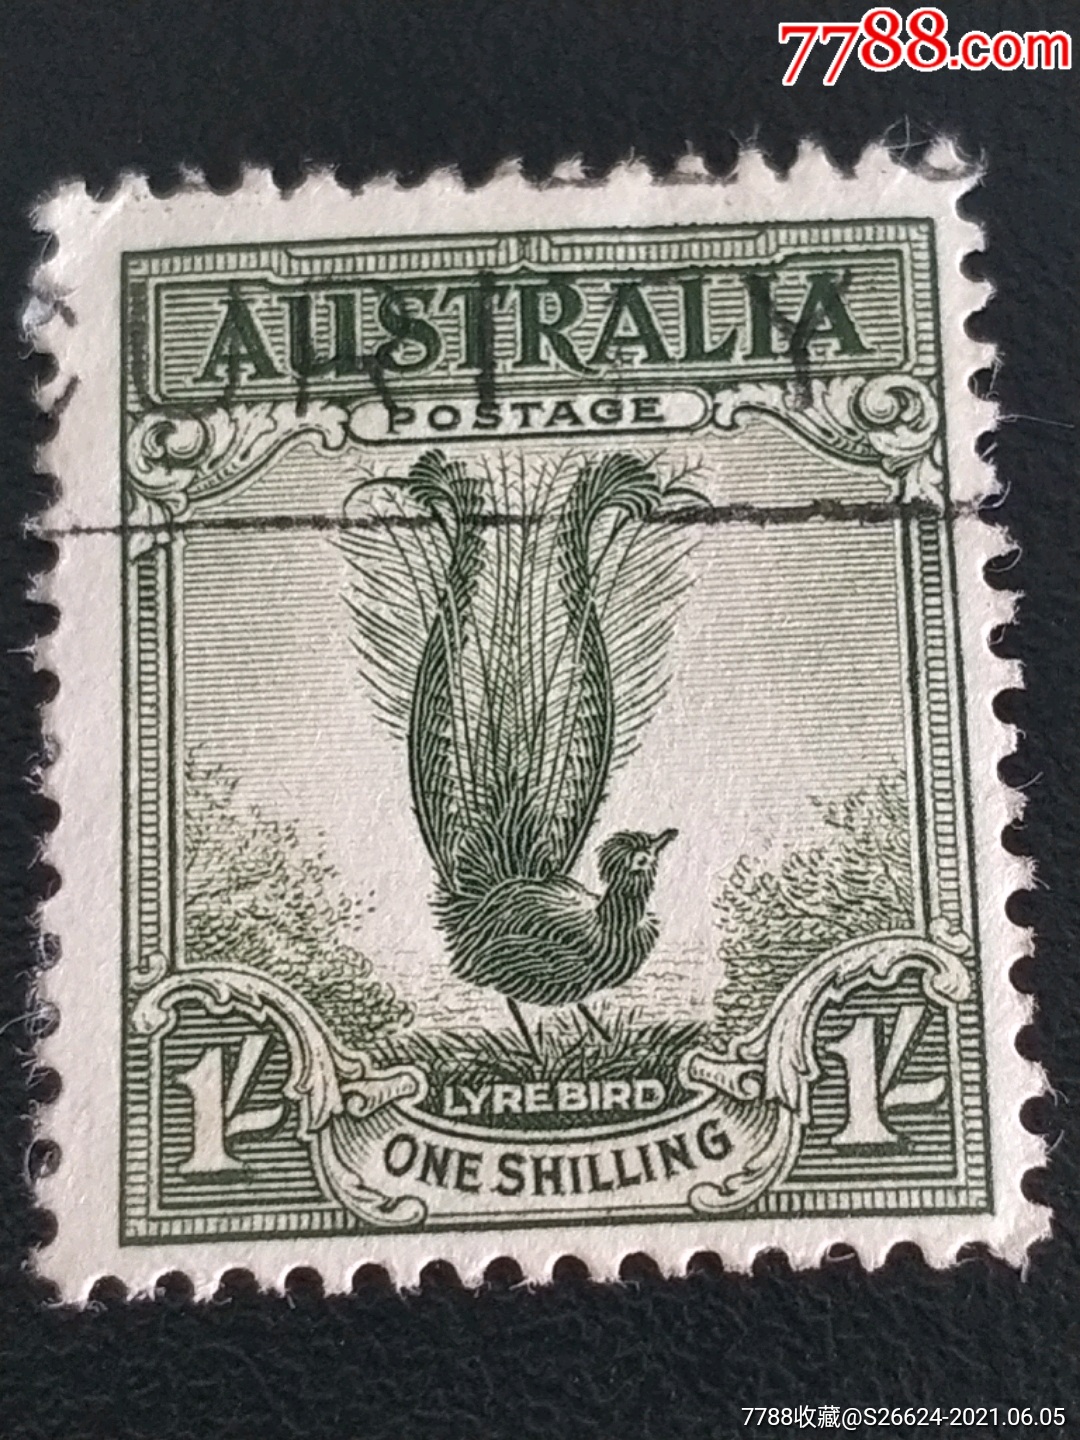 7788.com
AUSTRALIA
POSTAGE
LYREBIRD
ONE SHILLING
1/- 1/-
7788收藏@S26624-2021.06.05